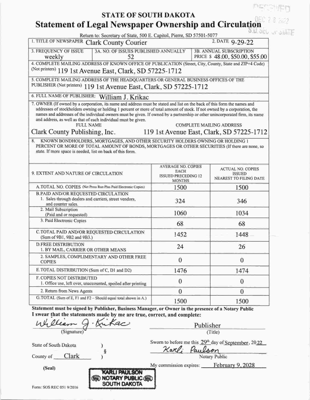 STATE OF SOUTH DAKOTA
Statement of Legal Newspaper Ownership and Circulation
Return to: Secretary of State, 500 E. Capitol, Pierre, SD 57501-5077
1. TITLE OF NEWSPAPER Clark County Courier 2. DATE 9-29-22
3. FREQUENCY OF ISSUE weekly 3A. NO. OF ISSUES PUBLISHED ANNUALLY 52 3B. ANNUAL SUBSCRIPTION PRICE $ 48.00, $50.00, $55.00
4. COMPLETE MAILING ADDRESS OF KNOWN OFFICE OF PUBLICATION (Street, City, County, State and ZIP+4 Code)
(Not printers) 119 1st Avenue East, Clark, SD 57225-1712
5. COMPLETE MAILING ADDRESS OF THE HEADQUARTERS OR GENERAL BUSINESS OFFICES OF THE
PUBLISHER (Not printers) 119 1st Avenue East, Clark, SD 57225-1712
6. FULL NAME OF PUBLISHER: William J. Krikac
7. OWNER (If owned by a corporation, its name and address must be stated and list on the back of this form the names and
addresses of stockholders owning or holding 1 percent or more of total amount of stock. If not owned by a corporation, the
names and addresses of the individual owners must be given. If owned by a partnership or other unincorporated firm, its name
and address, as well as that of each individual must be given.
FULL NAME COMPLETE MAILING ADDRESS
Clark County Publishing, Inc. 119 1st Avenue East, Clark, SD 57225-1712
8. KNOWN BONDHOLDERS, MORTGAGES, AND OTHER SECURITY HOLDERS OWNING OR HOLDING 1
PERCENT OR MORE OF TOTAL AMOUNT OF BONDS, MORTGAGES OR OTHER SECURITIES (If there are none, so
state. If more space is needed, list on back of this form.
9. EXTENT AND NATURE OF CIRCULATION
AVERAGE NO. COPIES EACH ISSUED PRECEDING 12 MONTHS
ACTUAL NO. COPIES ISSUED NEAREST TO FILING DATE
A. TOTAL NO. COPIES (Net Press Run Plus Paid Electronic Copies) 1500 1500
B. PAID AND/OR REQUESTED CIRCULATION
1. Sales through dealers and carriers, street vendors,
and counter sales. 324 346
2. Mail Subscription
(Paid and or requested) 1060 1034
3. Paid Electronic Copies 68 68
C. TOTAL PAID AND/OR REQUESTED CIRCULATION
(Sum of 9B1, 9B2 and 9B3.) 1452 1448
D. FREE DISTRIBUTION
1. BY MAIL, CARRIER OR OTHER MEANS 24 26
2. SAMPLES, COMPLIMENTARY AND OTHER FREE
COPIES 0 0
E. TOTAL DISTRIBUTION (Sum of C, D1 and D2) 1476 1474
F. COPIES NOT DISTRIBUTED
1. Office use, left over, unaccounted, spoiled after printing 0 0
2. Return from News Agents 0 0
G. TOTAL (Sum of E, F1 and F2 - Should equal total shown in A.) 1500 1500
Statement must be signed by Publisher, Business Manager, or Owner in the presence of a Notary Public
I swear that the statements made by me are true, correct, and complete:
William J. Krikac Publisher
(Signature) (Title)
State of South Dakota )
) §
County of Clark )
Sworn to before me this 29th day of September, 2022
Karli Paulson
Notary Public
(Seal) My commission expires: February 9, 2028
KARLI PAULSON
NOTARY PUBLIC
SOUTH DAKOTA